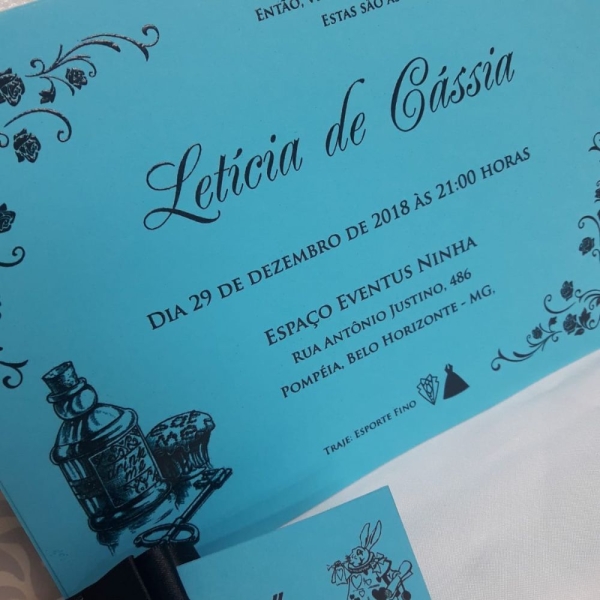 Então,
Estas são a
Letícia de Cássia
Dia 29 de dezembro de 2018 às 21:00 horas
Espaço Eventus Ninha
Rua Antônio Justino, 486
Pompéia, Belo Horizonte - MG.
Traje: Esporte Fino